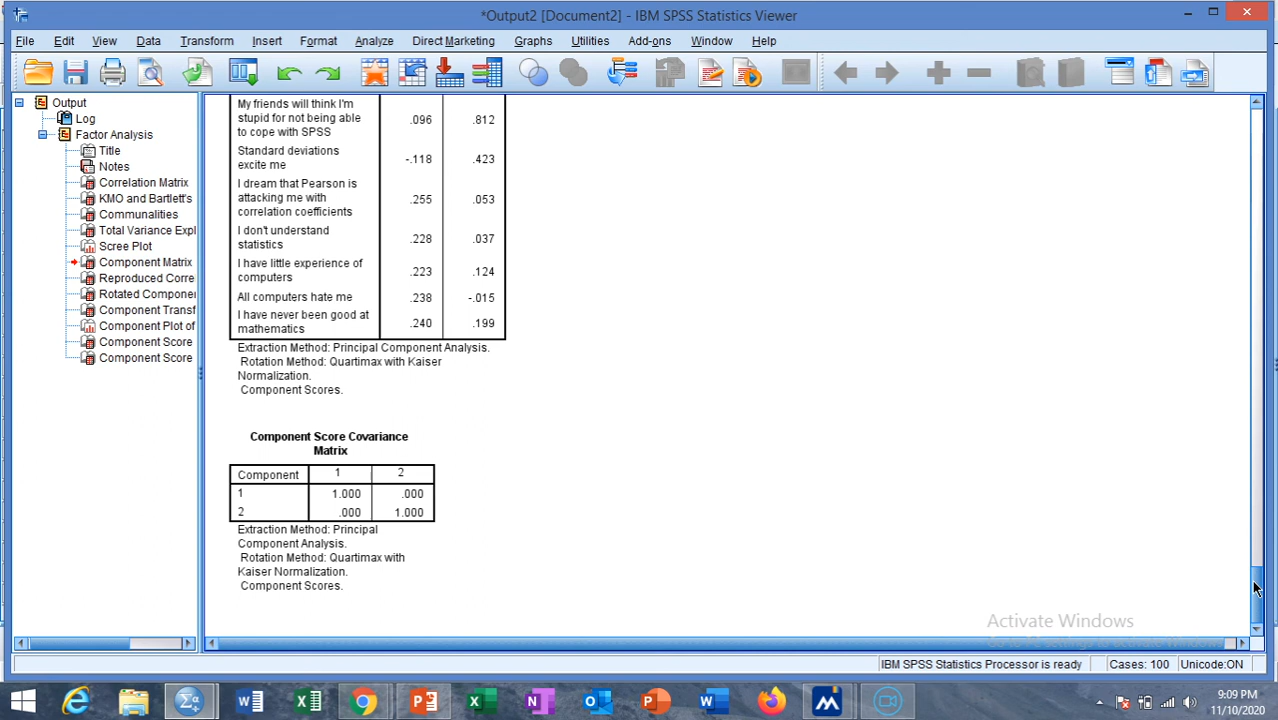 *Output2 [Document2] - IBM SPSS Statistics Viewer
File Edit View Data Transform Insert Format Analyze Direct Marketing Graphs Utilities Add-ons Window Help
Output
Log
Factor Analysis
Title
Notes
Correlation Matrix
KMO and Bartlett's
Communalities
Total Variance Expl
Scree Plot
Component Matrix
Reproduced Corre
Rotated Compone
Component Transf
Component Plot of
Component Score
Component Score
My friends will think I'm
stupid for not being able
to cope with SPSS
.096 .812
Standard deviations
excite me
-.118 .423
I dream that Pearson is
attacking me with
correlation coefficients
.255 .053
I don't understand
statistics
.228 .037
I have little experience of
computers
.223 .124
All computers hate me .238 -.015
I have never been good at
mathematics
.240 .199
Extraction Method: Principal Component Analysis.
Rotation Method: Quartimax with Kaiser
Normalization.
Component Scores.
Component Score Covariance
Matrix
Component 1 2
1 1.000 .000
2 .000 1.000
Extraction Method: Principal
Component Analysis.
Rotation Method: Quartimax with
Kaiser Normalization.
Component Scores.
Activate Windows
Go to PC settings to activate Windows.
IBM SPSS Statistics Processor is ready Cases: 100 Unicode:ON
9:09 PM
11/10/2020